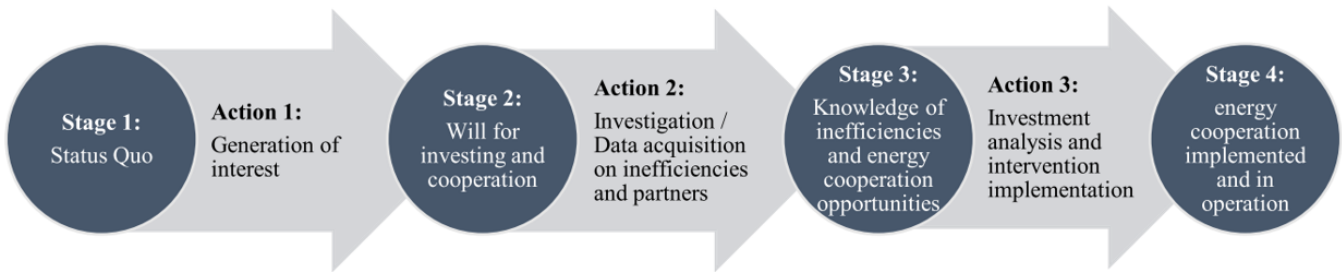 Stage 1:
Status Quo
Action 1:
Generation of
interest
Stage 2:
Will for
investing and
cooperation
Action 2:
Investigation /
Data acquisition
on inefficiencies
and partners
Stage 3:
Knowledge of
inefficiencies
and energy
cooperation
opportunities
Action 3:
Investment
analysis and
intervention
implementation
Stage 4:
energy
cooperation
implemented
and in
operation